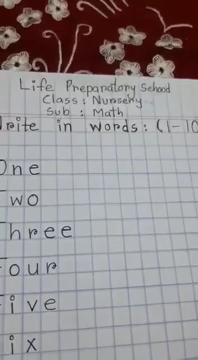 Life Preparatory School
Class : Nursery
Sub : Math
rite in words : (1-10
One
wo
hree
our
ive
ix